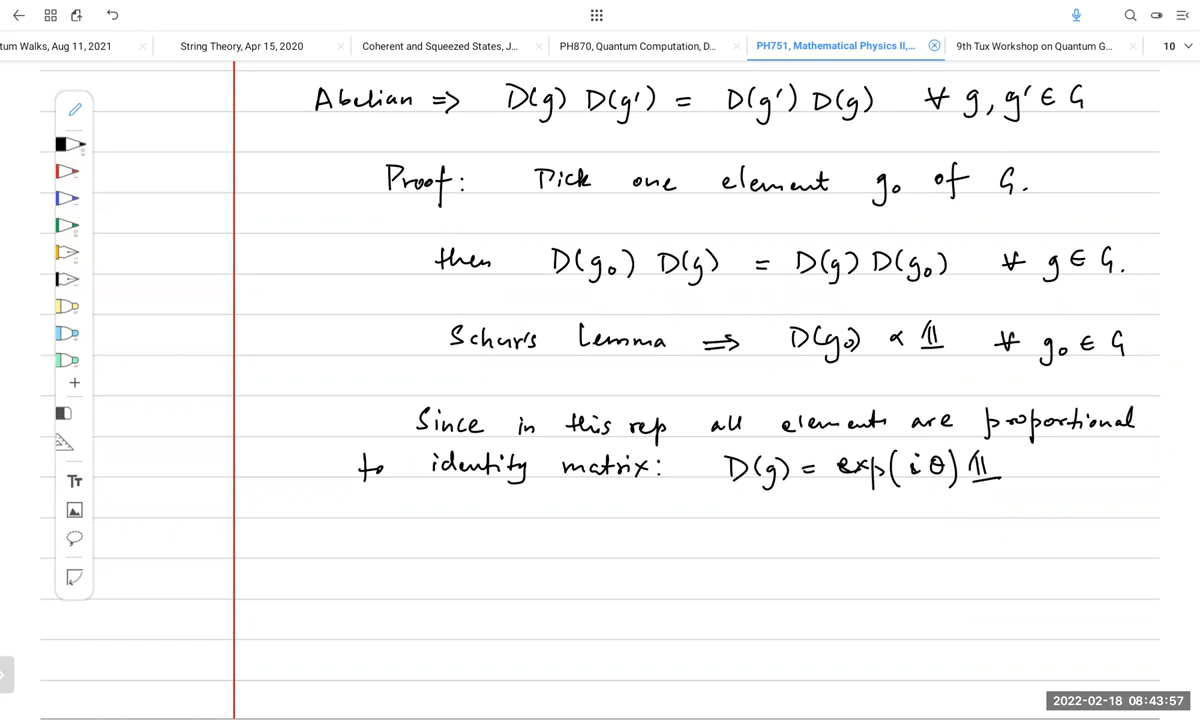 tum Walks, Aug 11, 2021 String Theory, Apr 15, 2020 Coherent and Squeezed States, J... PH870, Quantum Computation, D... PH751, Mathematical Physics II,... 9th Tux Workshop on Quantum G... 10
Abelian => D(g) D(g') = D(g') D(g) ∀ g, g' ∈ G
Proof: Pick one element g₀ of G.
then D(g₀) D(g) = D(g) D(g₀) ∀ g ∈ G.
Schur's Lemma => D(g₀) ∝ 𝟙 ∀ g₀ ∈ G
Since in this rep all elements are proportional
to identity matrix: D(g) = exp(iθ) 𝟙
TT
2022-02-18 08:43:57